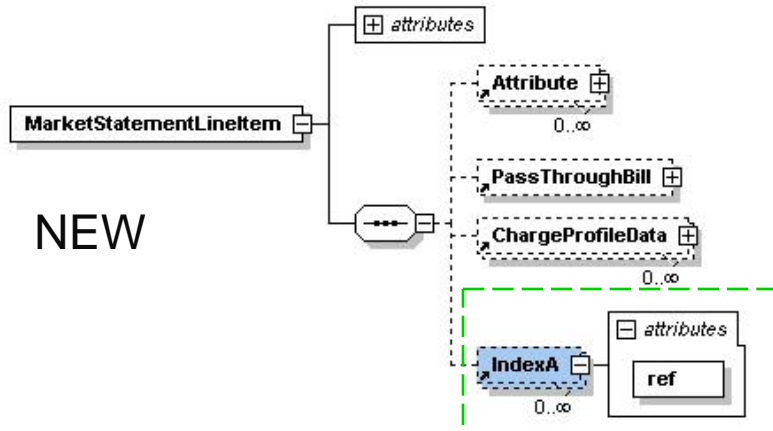 attributes
Attribute
0..∞
MarketStatementLineItem
PassThroughBill
NEW
ChargeProfileData
0..∞
attributes
IndexA
ref
0..∞